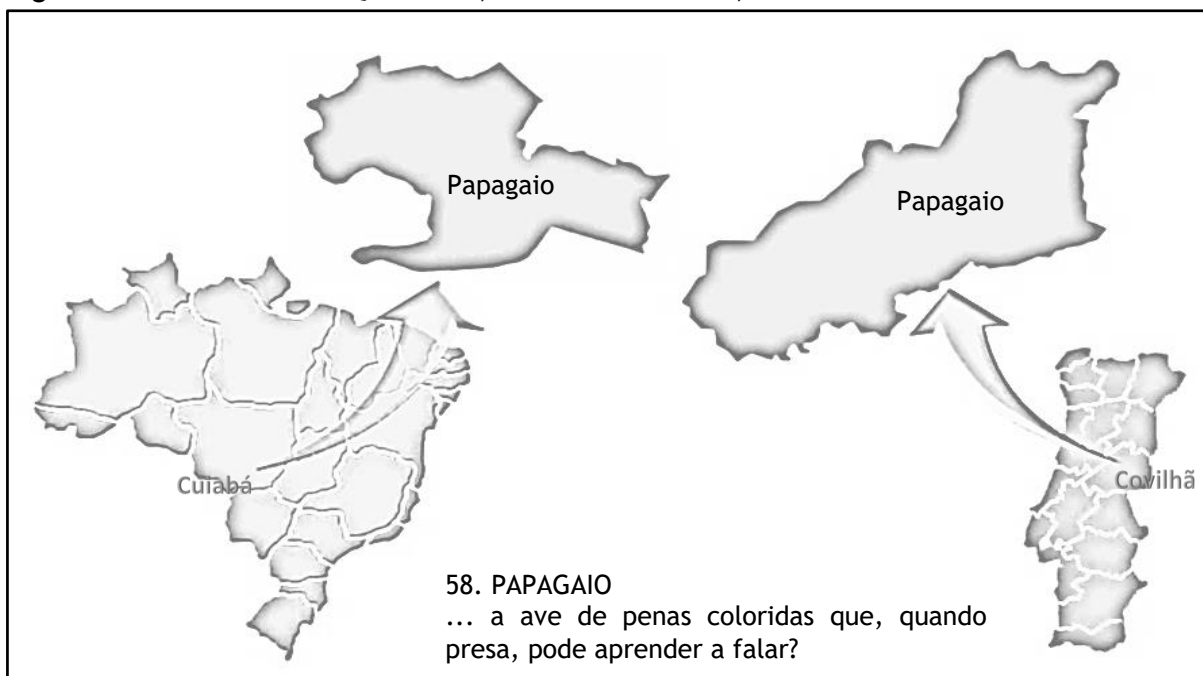 Papagaio
Papagaio
Cuiabá
Covilhã
58. PAPAGAIO
... a ave de penas coloridas que, quando
presa, pode aprender a falar?